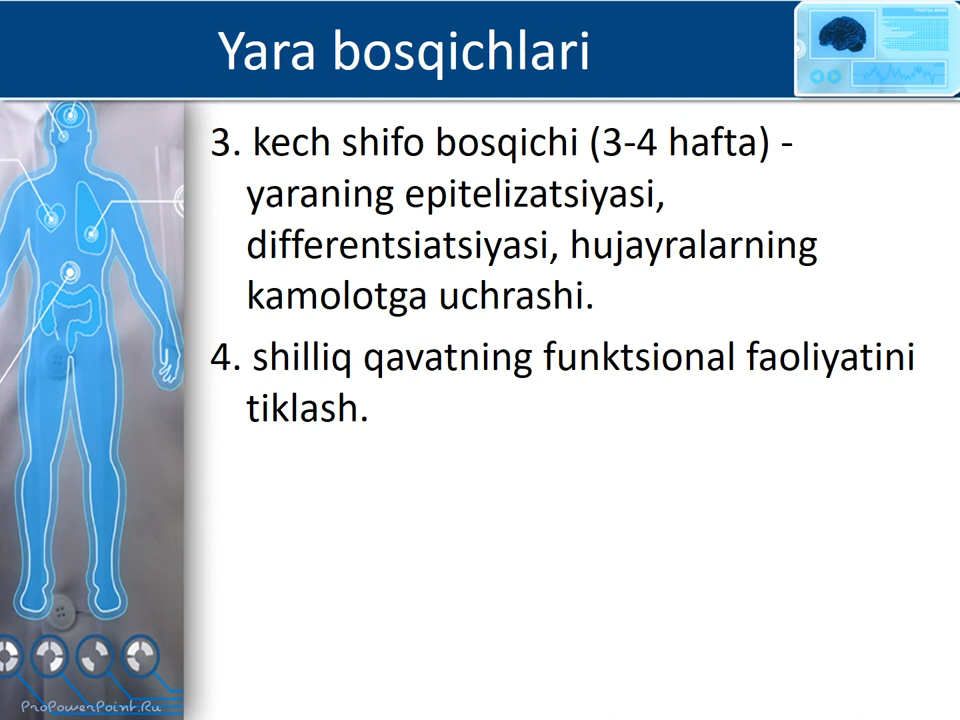 Yara bosqichlari
3. kech shifo bosqichi (3-4 hafta) -
yaraning epitelizatsiyasi,
differentsiatsiyasi, hujayralarning
kamolotga uchrashi.
4. shilliq qavatning funktsional faoliyatini
tiklash.
ProPowerPoint.Ru